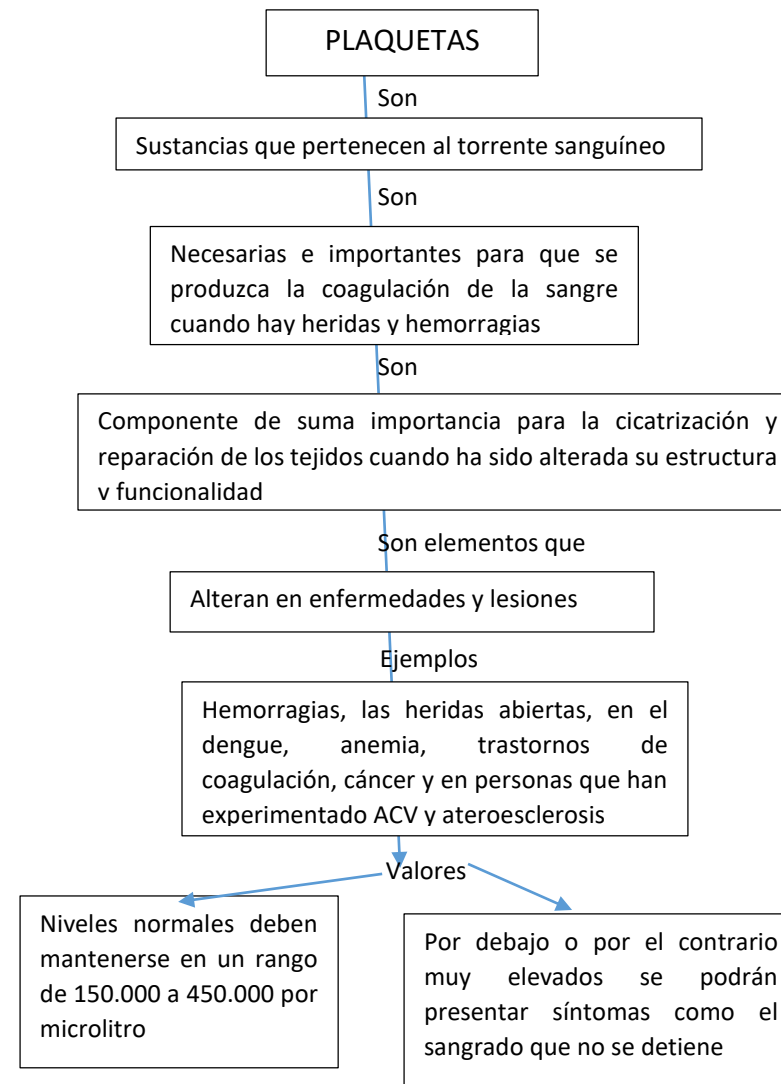 PLAQUETAS
Son
Sustancias que pertenecen al torrente sanguíneo
Son
Necesarias e importantes para que se
produzca la coagulación de la sangre
cuando hay heridas y hemorragias
Son
Componente de suma importancia para la cicatrización y
reparación de los tejidos cuando ha sido alterada su estructura
y funcionalidad
Son elementos que
Alteran en enfermedades y lesiones
Ejemplos
Hemorragias, las heridas abiertas, en el
dengue, anemia, trastornos de
coagulación, cáncer y en personas que han
experimentado ACV y ateroesclerosis
Valores
Niveles normales deben
mantenerse en un rango
de 150.000 a 450.000 por
microlitro
Por debajo o por el contrario
muy elevados se podrán
presentar síntomas como el
sangrado que no se detiene